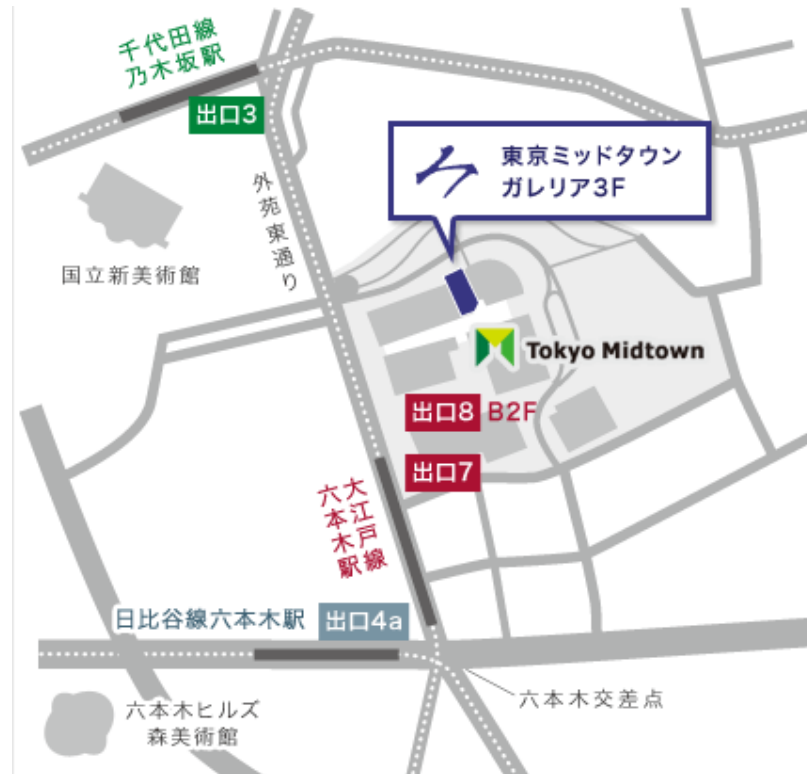 千代田線
乃木坂駅
出口3
東京ミッドタウン
ガレリア3F
外苑東通り
国立新美術館
Tokyo Midtown
出口8 B2F
出口7
大江戸線
六本木駅
日比谷線六本木駅
出口4a
六本木交差点
六本木ヒルズ
森美術館